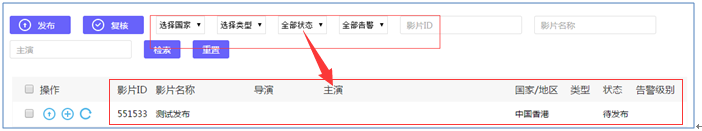 发布 复核 选择国家 选择类型 全部状态 全部告警 影片ID 影片名称
主演 检索 重置
操作 影片ID 影片名称 导演 主演 国家/地区 类型 状态 告警级别
551533 测试发布 中国香港 待发布